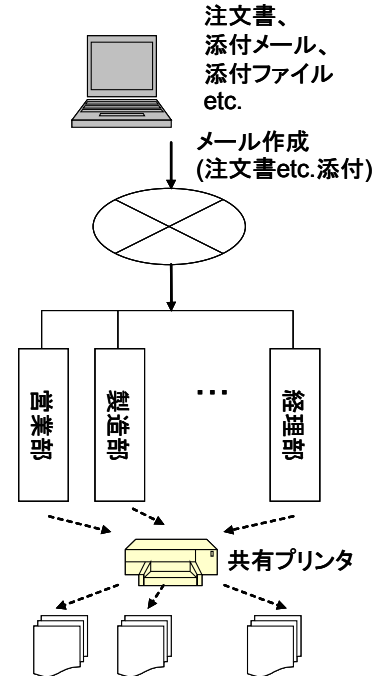 注文書、
添付メール、
添付ファイル
etc.
メール作成
(注文書etc.添付)
営業部
製造部
…
経理部
共有プリンタ